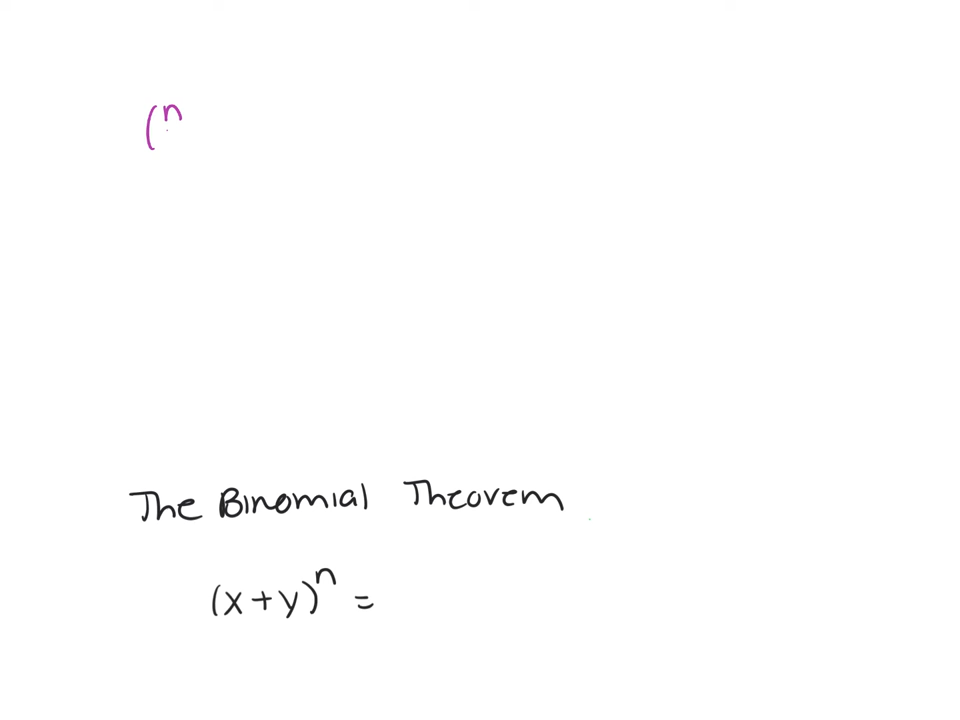 (n
The Binomial Theorem
(x+y)^n =